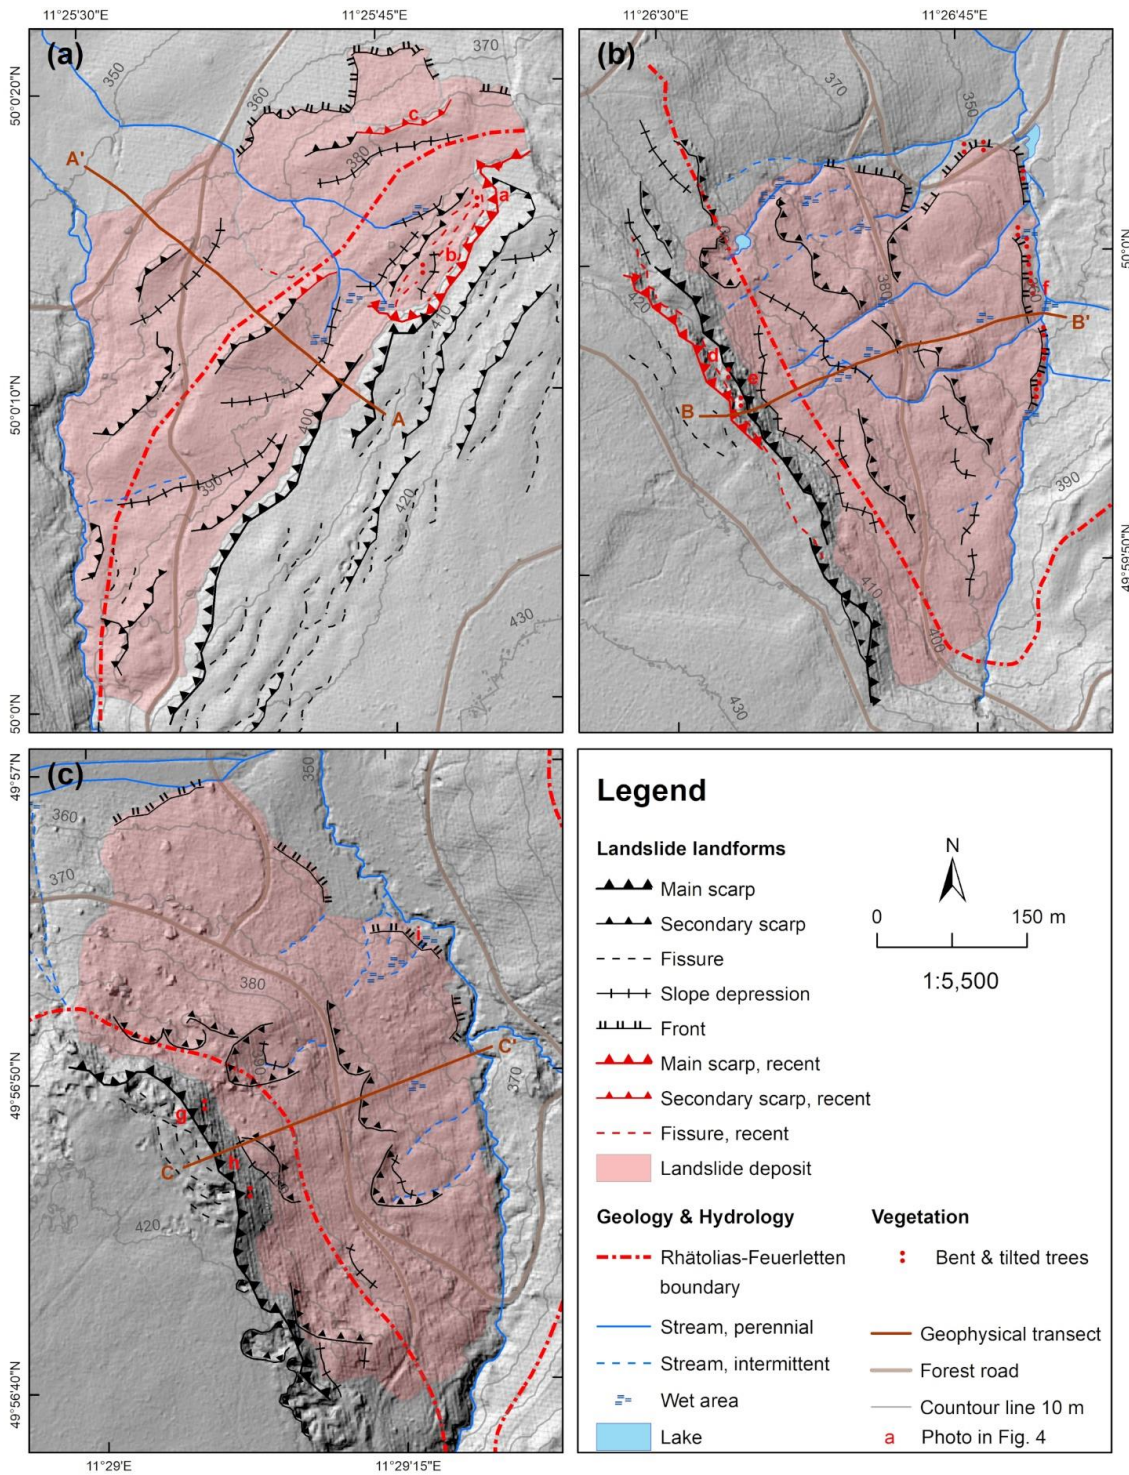 11°25'30"E 11°25'45"E 11°26'30"E 11°26'45"E
(a)
370
350
360
50°0'20"N
c
A'
380
a
b
410
50°0'10"N
400
A
390
420
430
50°0'0"N
(b)
370
350
50°0'N
420
380
f
B'
d
e
B
390
49°59'50"N
410
400
430
(c)
49°57'N
350
360
370
i
380
C'
370
49°56'50"N
g
C
h
420
49°56'40"N
11°29'E 11°29'15"E
Legend
Landslide landforms
Main scarp
Secondary scarp
Fissure
Slope depression
Front
Main scarp, recent
Secondary scarp, recent
Fissure, recent
Landslide deposit
N
0 150 m
1:5,500
Geology & Hydrology
Rhätolias-Feuerletten
boundary
Stream, perennial
Stream, intermittent
Wet area
Lake
Vegetation
Bent & tilted trees
Geophysical transect
Forest road
Countour line 10 m
a Photo in Fig. 4